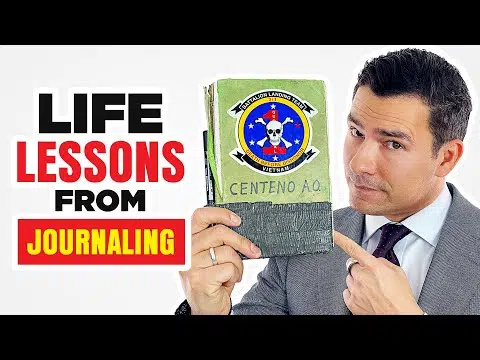 LIFE
LESSONS
FROM
JOURNALING
BATTALION LANDING TEAM
VIETNAM
CENTENO A.O.